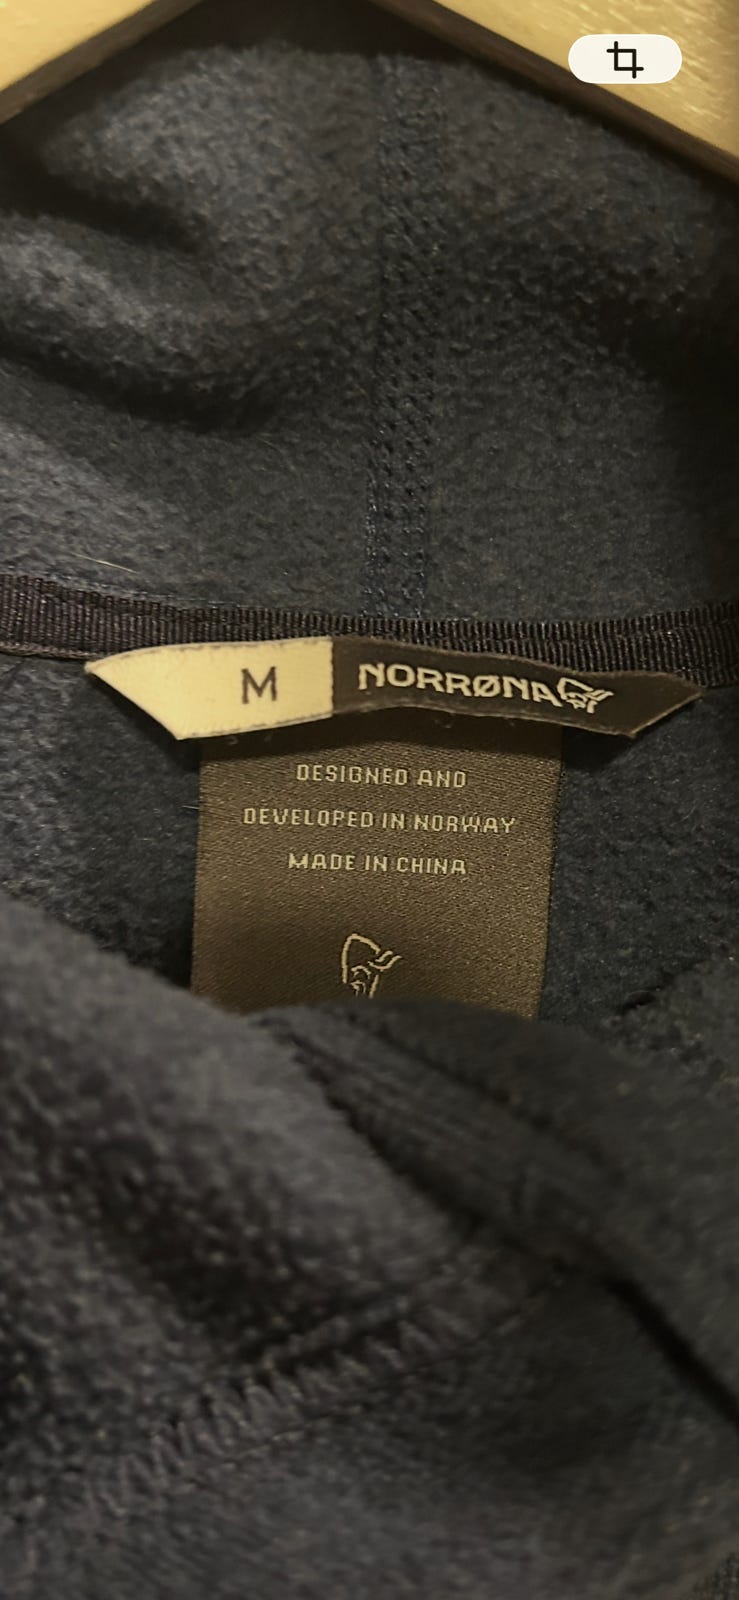 M
NORRØNA
DESIGNED AND
DEVELOPED IN NORWAY
MADE IN CHINA